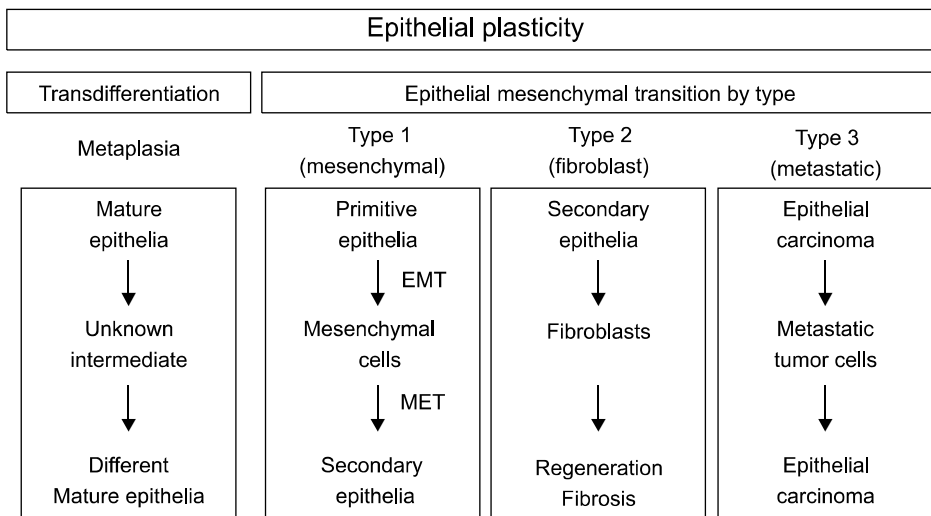 Epithelial plasticity
Transdifferentiation
Epithelial mesenchymal transition by type
Metaplasia
Type 1
(mesenchymal)
Type 2
(fibroblast)
Type 3
(metastatic)
Mature
epithelia
Unknown
intermediate
Different
Mature epithelia
Primitive
epithelia
EMT
Mesenchymal
cells
MET
Secondary
epithelia
Secondary
epithelia
Fibroblasts
Regeneration
Fibrosis
Epithelial
carcinoma
Metastatic
tumor cells
Epithelial
carcinoma